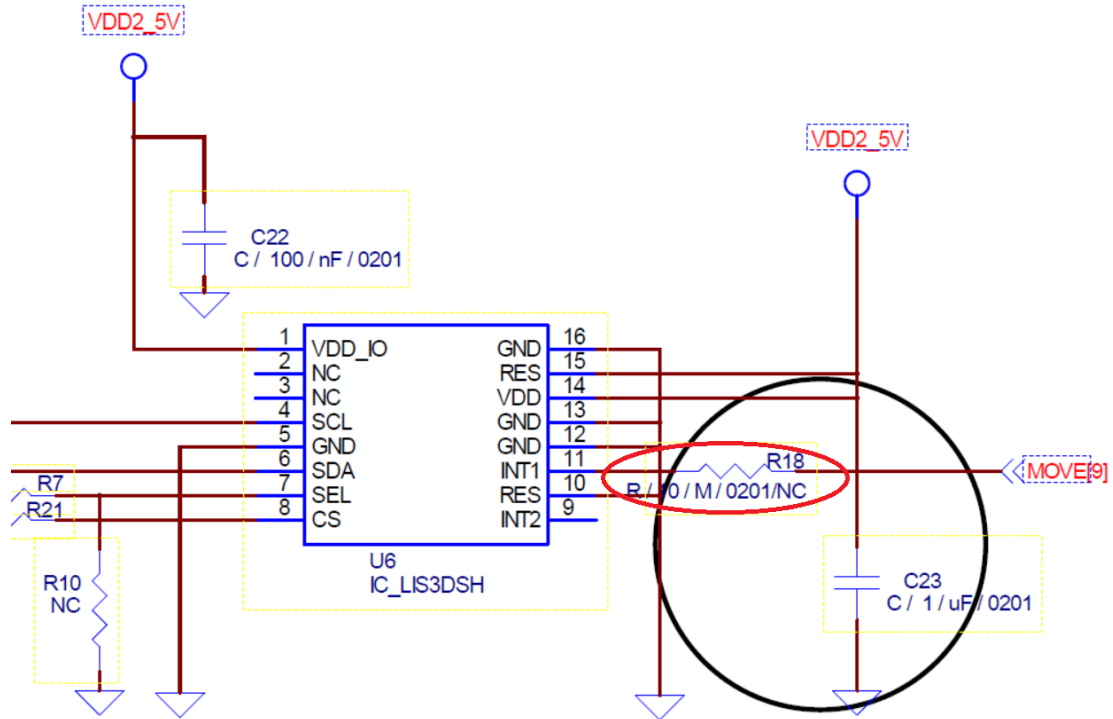 VDD2_5V
VDD2_5V
C22
C / 100 / nF / 0201
1
VDD_IO
2
NC
3
NC
4
SCL
5
GND
6
SDA
7
SEL
8
CS
GND
16
RES
15
VDD
14
GND
13
GND
12
INT1
11
RES
10
INT2
9
R7
R21
R18
MOVE[9]
U6
IC_LIS3DSH
R10
NC
C23
C / 1 / uF / 0201